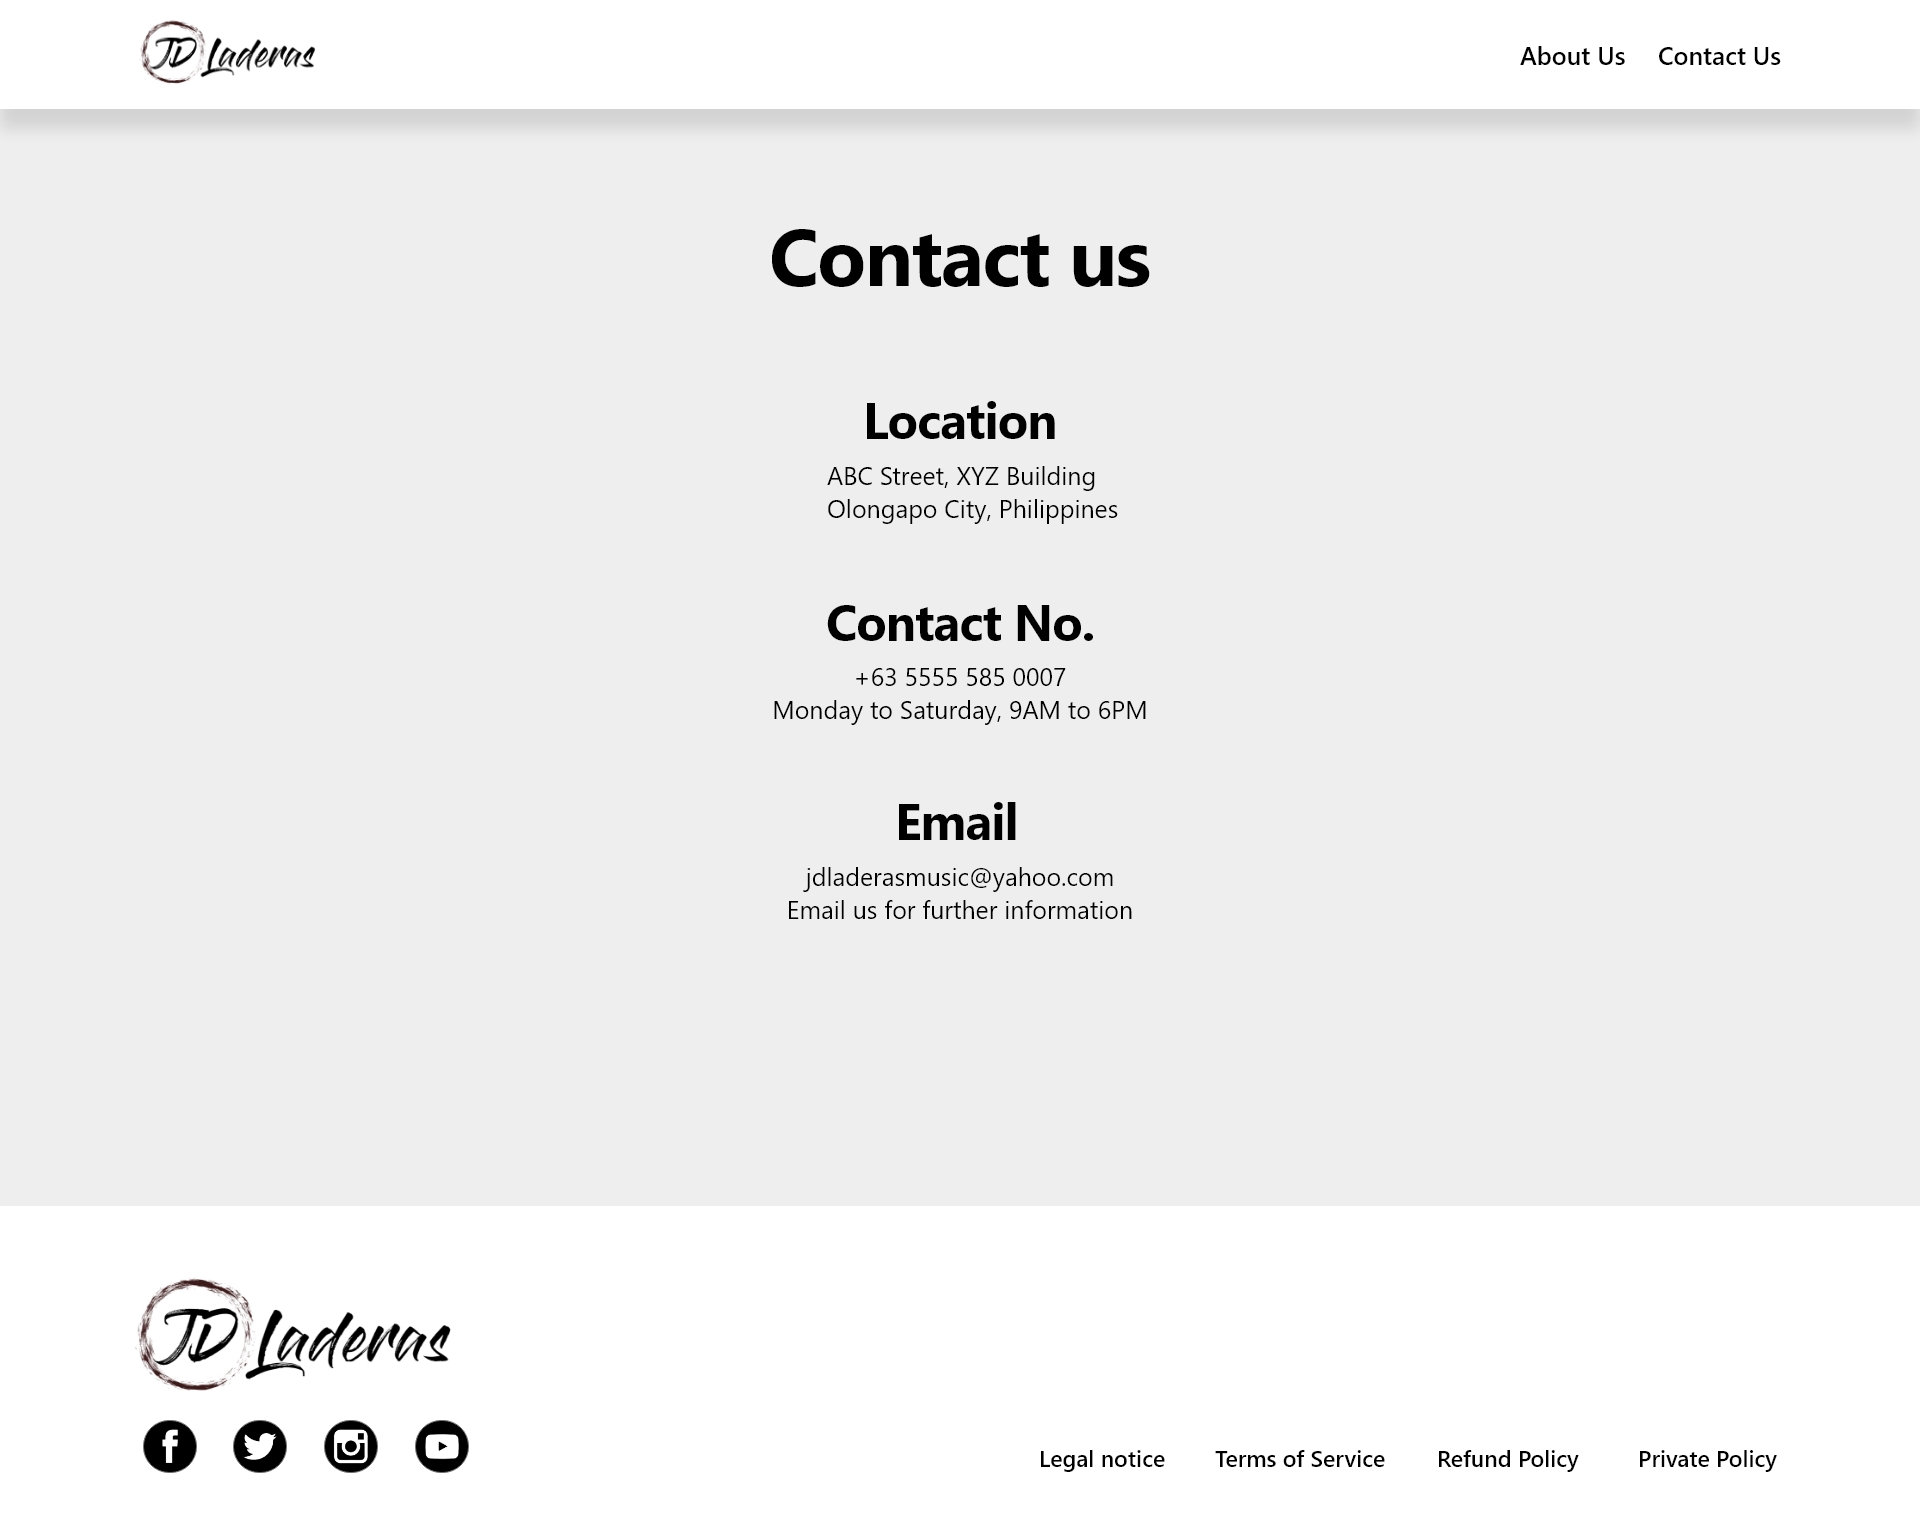 JD Laderas
About Us Contact Us
Contact us
Location
ABC Street, XYZ Building
Olongapo City, Philippines
Contact No.
+63 5555 585 0007
Monday to Saturday, 9AM to 6PM
Email
jdladerasmusic@yahoo.com
Email us for further information
JD Laderas
Legal notice Terms of Service Refund Policy Private Policy